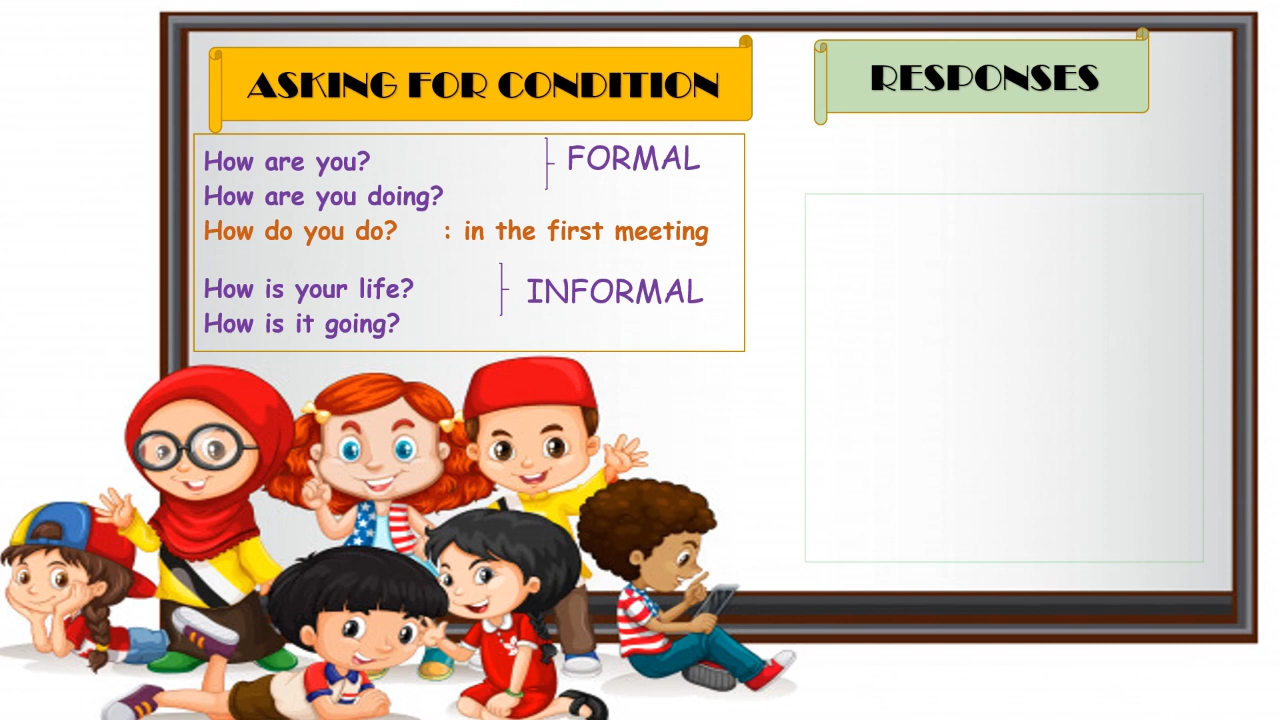 ASKING FOR CONDITION
RESPONSES
How are you?
FORMAL
How are you doing?
How do you do? : in the first meeting
How is your life?
INFORMAL
How is it going?